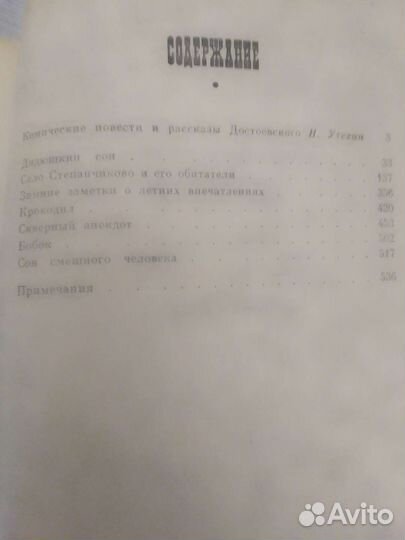 СОДЕРЖАНИЕ
Комические повести и рассказы Достоевского Н. Утехин 3
Дядюшкин сон . . . . . . . . . 33
Село Степанчиково и его обитатели . . . . . 157
Зимние заметки о летних впечатлениях . . . . 356
Крокодил . . . . . . . . . . 420
Скверный анекдот . . . . . . . . 453
Бобок . . . . . . . . . . . 502
Сон смешного человека . . . . . . . 517
Примечания . . . . . . . . . 536
Avito